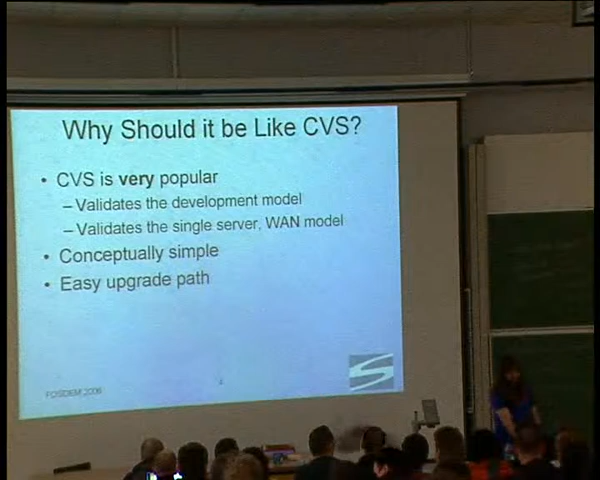 Why Should it be Like CVS?
• CVS is very popular
– Validates the development model
– Validates the single server, WAN model
• Conceptually simple
• Easy upgrade path
FOSDEM 2006